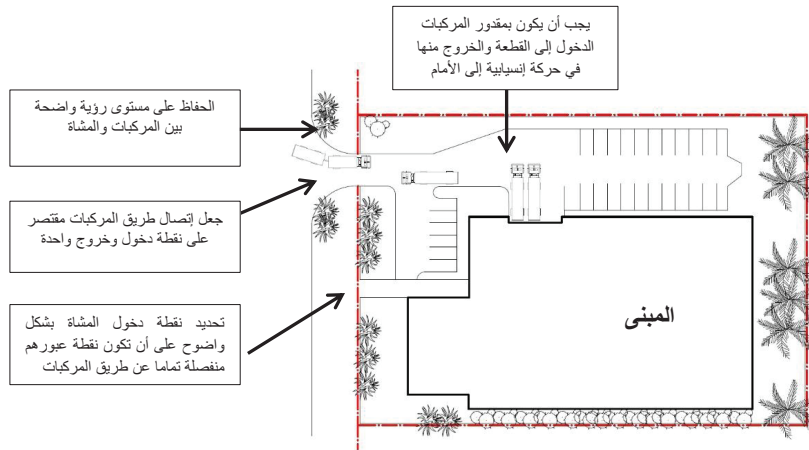 يجب أن يكون بمقدور المركبات
الدخول إلى القطعة والخروج منها
في حركة إنسيابية إلى الأمام
الحفاظ على مستوى رؤية واضحة
بين المركبات والمشاة
جعل إتصال طريق المركبات مقتصر
على نقطة دخول وخروج واحدة
تحديد نقطة دخول المشاة بشكل
واضوح على أن تكون نقطة عبورهم
منفصلة تماما عن طريق المركبات
المبنى